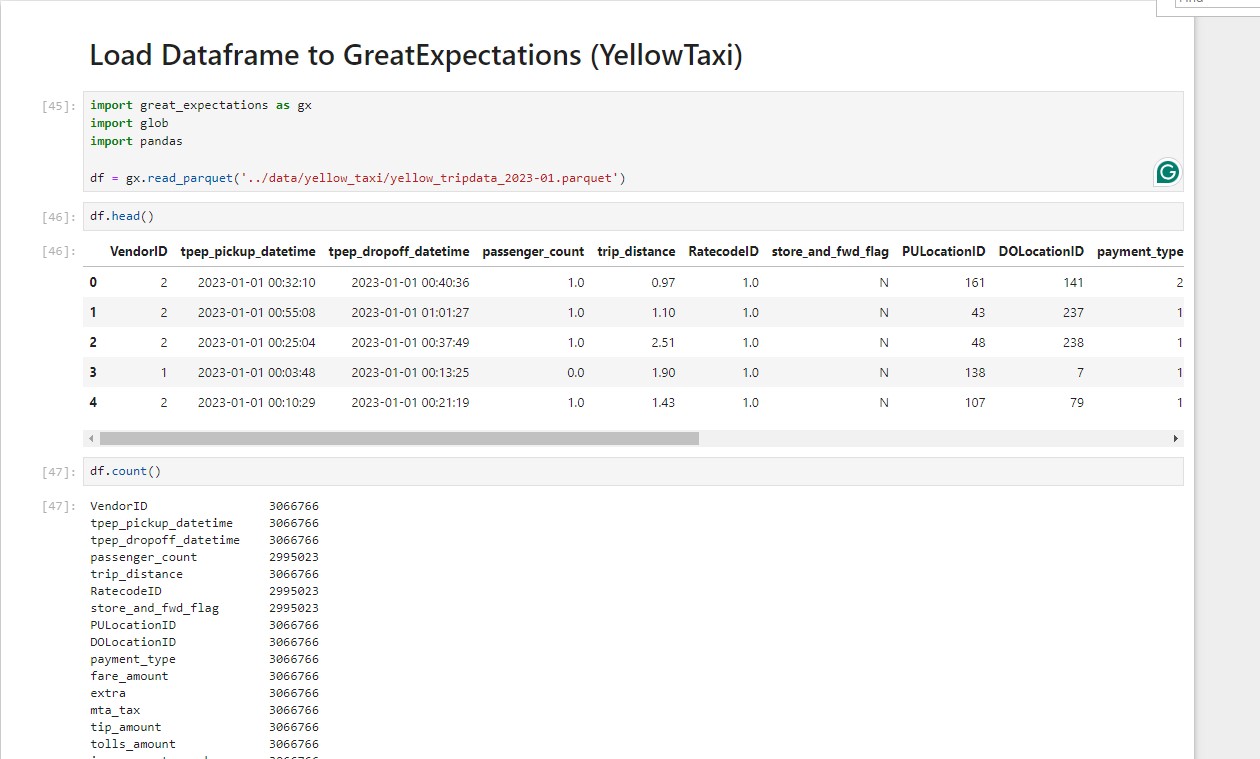 Load Dataframe to GreatExpectations (YellowTaxi)
[45]:
import great_expectations as gx
import glob
import pandas
df = gx.read_parquet('../data/yellow_taxi/yellow_tripdata_2023-01.parquet')
[46]: df.head()
[46]: VendorID tpep_pickup_datetime tpep_dropoff_datetime passenger_count trip_distance RatecodeID store_and_fwd_flag PULocationID DOLocationID payment_type
0 2 2023-01-01 00:32:10 2023-01-01 00:40:36 1.0 0.97 1.0 N 161 141 2
1 2 2023-01-01 00:55:08 2023-01-01 01:01:27 1.0 1.10 1.0 N 43 237 1
2 2 2023-01-01 00:25:04 2023-01-01 00:37:49 1.0 2.51 1.0 N 48 238 1
3 1 2023-01-01 00:03:48 2023-01-01 00:13:25 0.0 1.90 1.0 N 138 7 1
4 2 2023-01-01 00:10:29 2023-01-01 00:21:19 1.0 1.43 1.0 N 107 79 1
[47]: df.count()
[47]: VendorID 3066766
tpep_pickup_datetime 3066766
tpep_dropoff_datetime 3066766
passenger_count 2995023
trip_distance 3066766
RatecodeID 2995023
store_and_fwd_flag 2995023
PULocationID 3066766
DOLocationID 3066766
payment_type 3066766
fare_amount 3066766
extra 3066766
mta_tax 3066766
tip_amount 3066766
tolls_amount 3066766